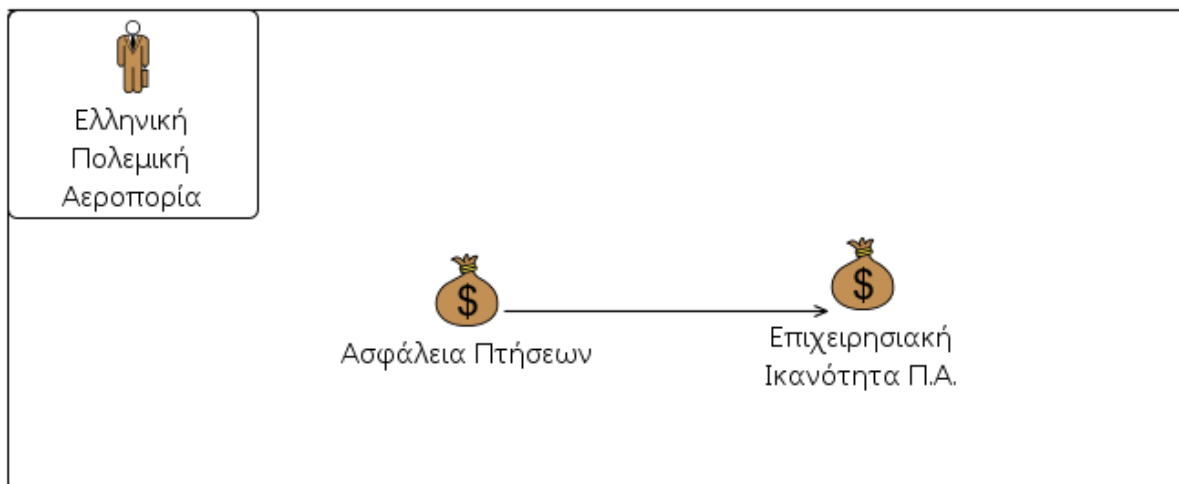 Ελληνική
Πολεμική
Αεροπορία
$
$
Ασφάλεια Πτήσεων
Επιχειρησιακή
Ικανότητα Π.Α.